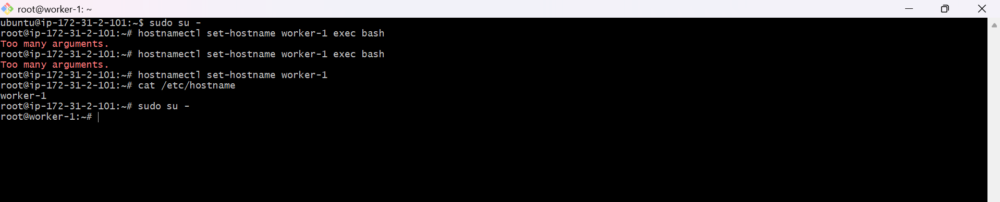 root@worker-1: ~
ubuntu@ip-172-31-2-101:~$ sudo su -
root@ip-172-31-2-101:~# hostnamectl set-hostname worker-1 exec bash
Too many arguments.
root@ip-172-31-2-101:~# hostnamectl set-hostname worker-1 exec bash
Too many arguments.
root@ip-172-31-2-101:~# hostnamectl set-hostname worker-1
root@ip-172-31-2-101:~# cat /etc/hostname
worker-1
root@ip-172-31-2-101:~# sudo su -
root@worker-1:~#